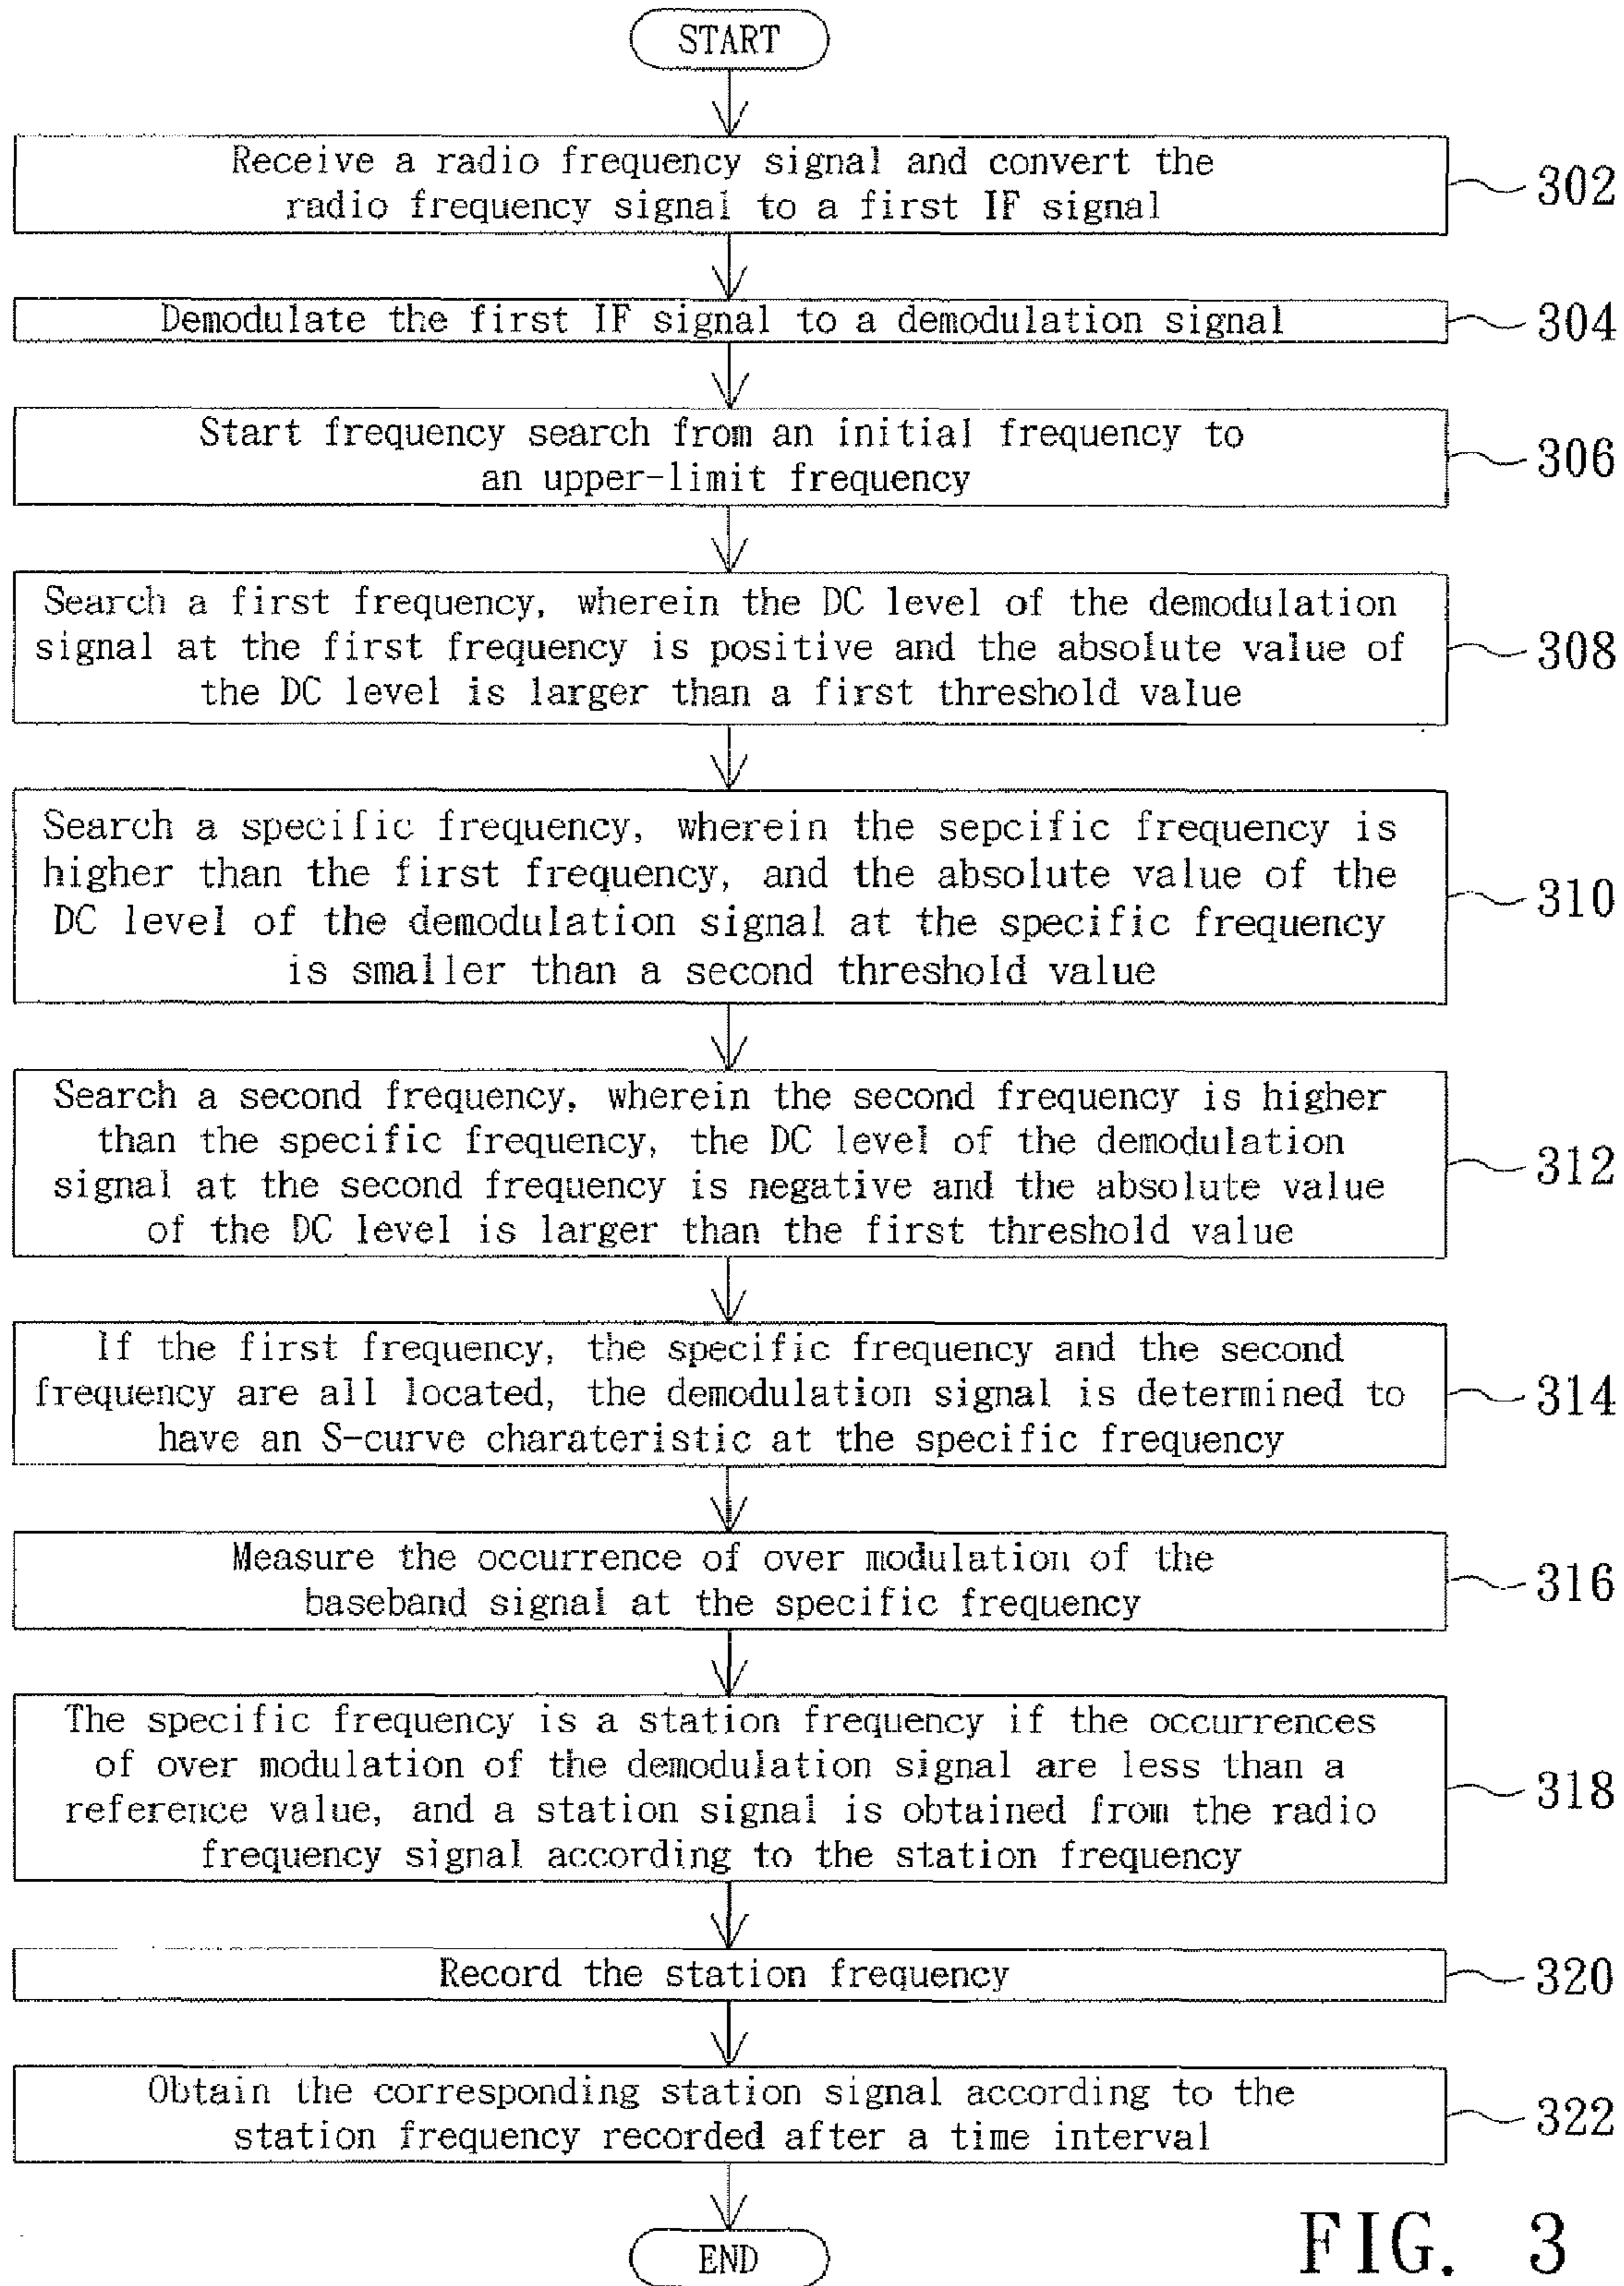 START
Receive a radio frequency signal and convert the
radio frequency signal to a first IF signal
302
Demodulate the first IF signal to a demodulation signal
304
Start frequency search from an initial frequency to
an upper-limit frequency
306
Search a first frequency, wherein the DC level of the demodulation
signal at the first frequency is positive and the absolute value of
the DC level is larger than a first threshold value
308
Search a specific frequency, wherein the sepcific frequency is
higher than the first frequency, and the absolute value of the
DC level of the demodulation signal at the specific frequency
is smaller than a second threshold value
310
Search a second frequency, wherein the second frequency is higher
than the specific frequency, the DC level of the demodulation
signal at the second frequency is negative and the absolute value
of the DC level is larger than the first threshold value
312
If the first frequency, the specific frequency and the second
frequency are all located, the demodulation signal is determined to
have an S-curve charateristic at the specific frequency
314
Measure the occurrence of over modulation of the
baseband signal at the specific frequency
316
The specific frequency is a station frequency if the occurrences
of over modulation of the demodulation signal are less than a
reference value, and a station signal is obtained from the radio
frequency signal according to the station frequency
318
Record the station frequency
320
Obtain the corresponding station signal according to the
station frequency recorded after a time interval
322
END
FIG. 3